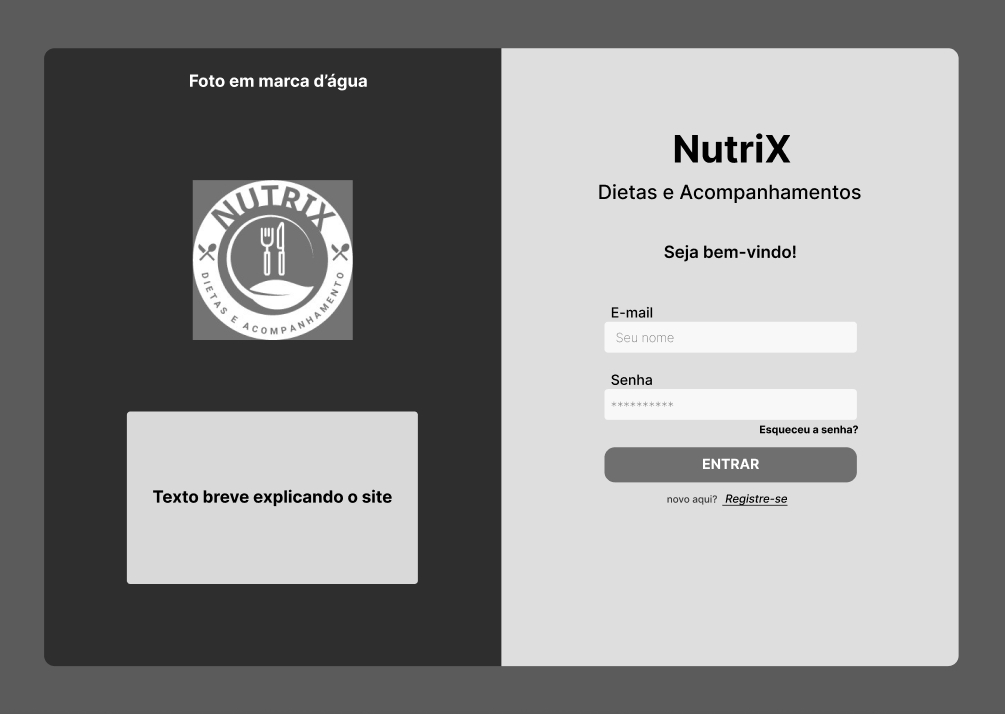 Foto em marca d'água
NUTRIX
DIETAS E ACOMPANHAMENTO
Texto breve explicando o site
NutriX
Dietas e Acompanhamentos
Seja bem-vindo!
E-mail
Seu nome
Senha
**********
Esqueceu a senha?
ENTRAR
novo aqui? Registre-se